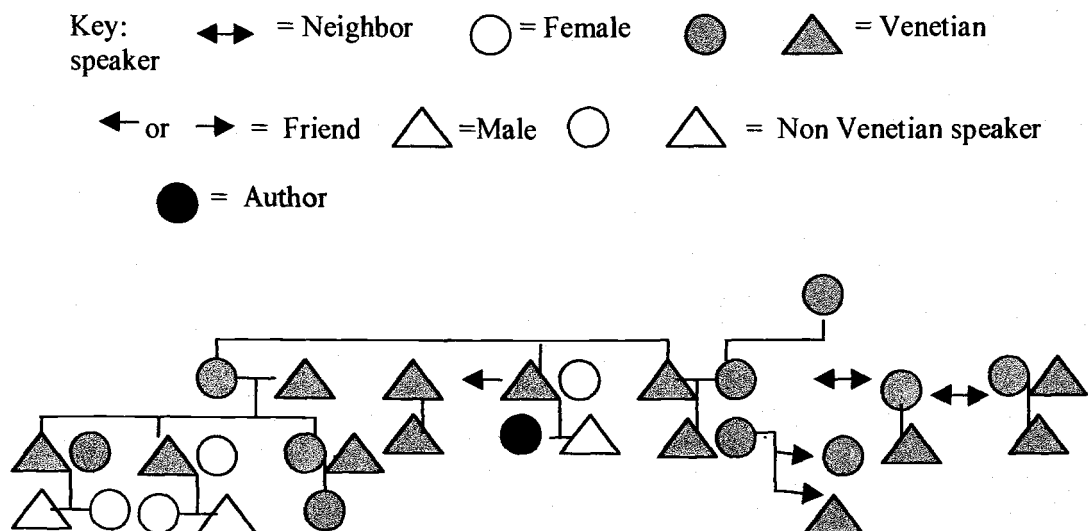 Key: = Neighbor = Female = Venetian
speaker
or = Friend =Male = Non Venetian speaker
= Author